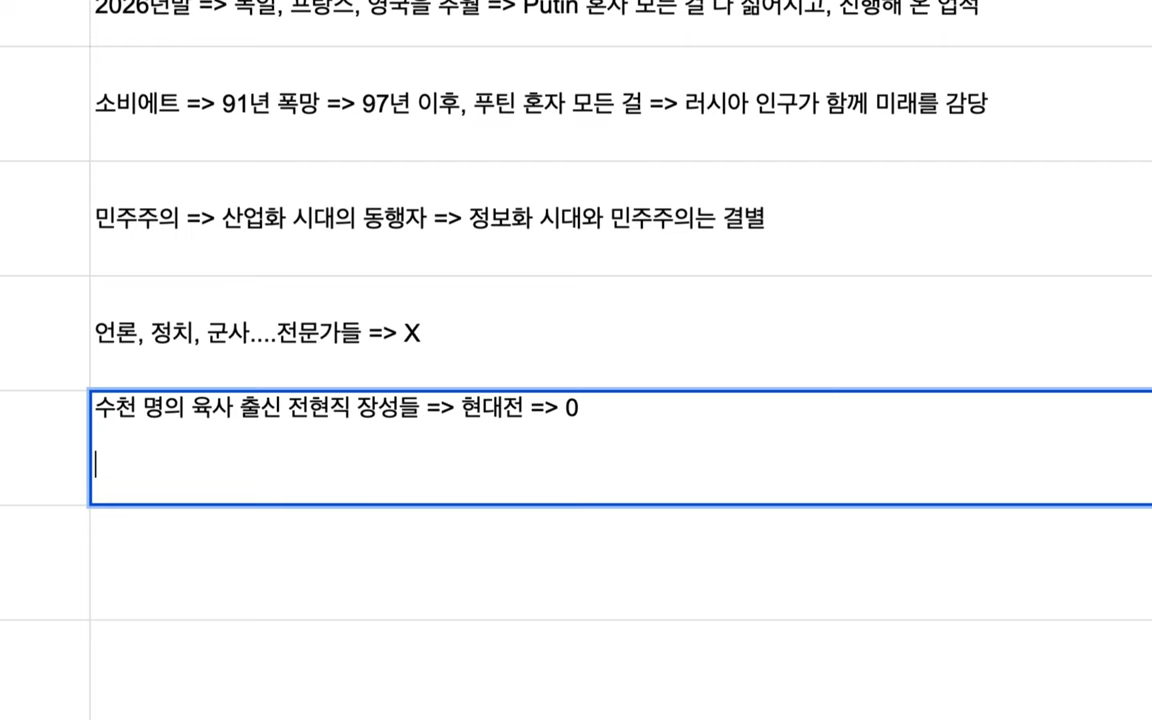 2026년말 => 독일, 프랑스, 영국을 추월 => Putin 혼자 모든 걸 다 짊어지고, 진행해 온 업적
소비에트 => 91년 폭망 => 97년 이후, 푸틴 혼자 모든 걸 => 러시아 인구가 함께 미래를 감당
민주주의 => 산업화 시대의 동행자 => 정보화 시대와 민주주의는 결별
언론, 정치, 군사....전문가들 => X
수천 명의 육사 출신 전현직 장성들 => 현대전 => 0